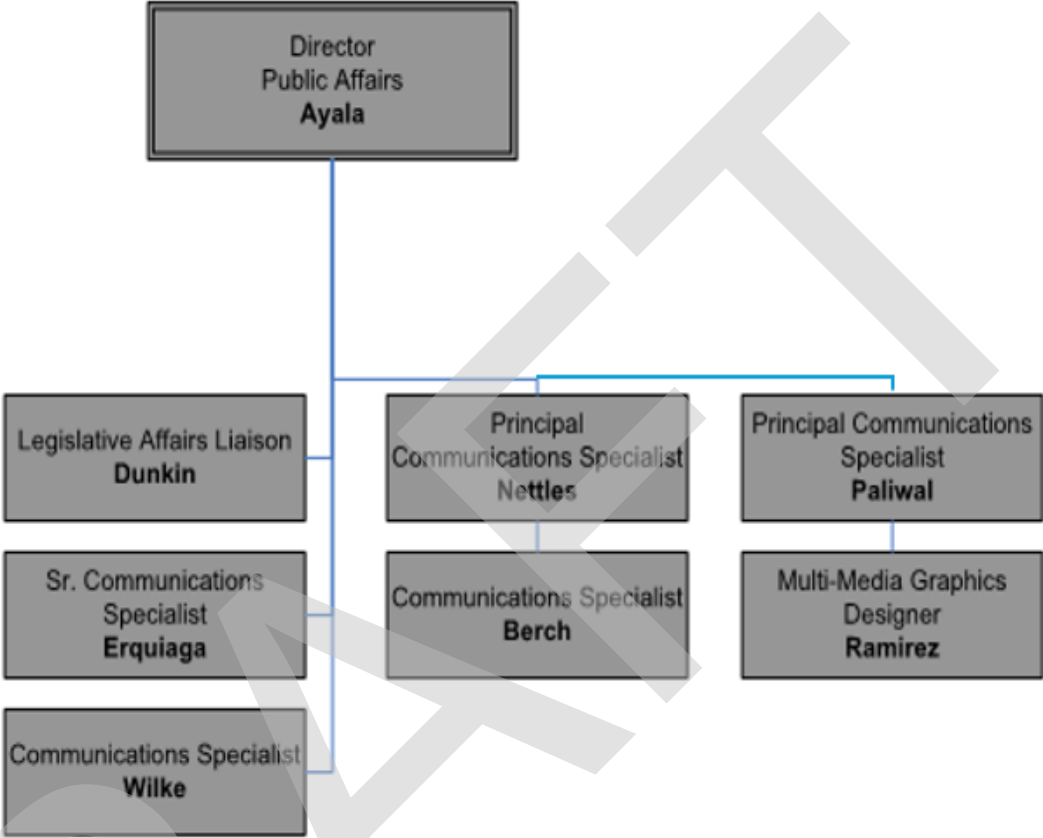 Director
Public Affairs
Ayala
Legislative Affairs Liaison
Dunkin
Principal
Communications Specialist
Nettles
Principal Communications
Specialist
Paliwal
Sr. Communications
Specialist
Erquiaga
Communications Specialist
Berch
Multi-Media Graphics
Designer
Ramirez
Communications Specialist
Wilke